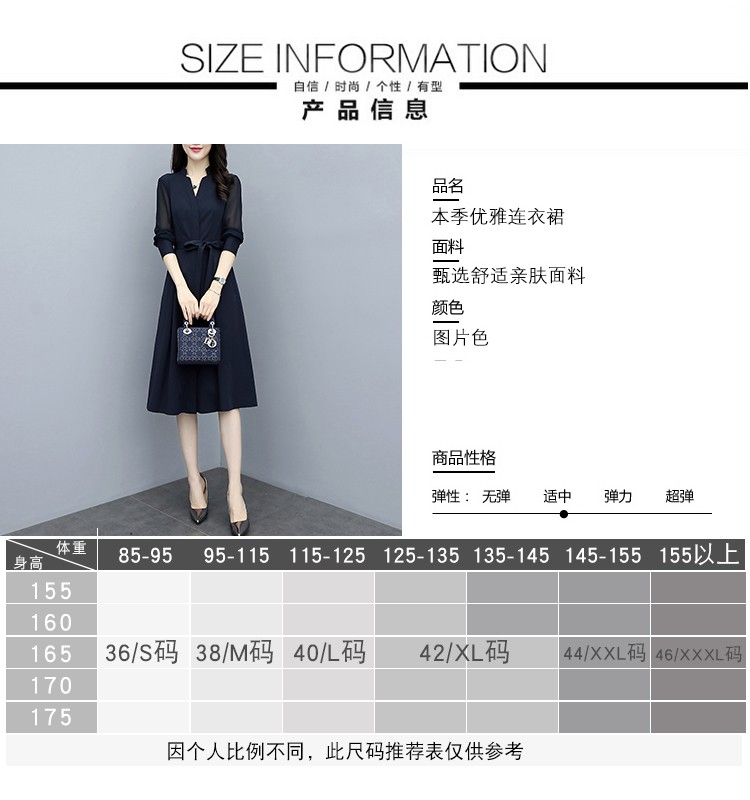 SIZE INFORMATION
自信 / 时尚 / 个性 / 有型
产品信息
品名
本季优雅连衣裙
面料
甄选舒适亲肤面料
颜色
图片色
商品性格
弹性： 无弹 适中 弹力 超弹
体重 85-95 95-115 115-125 125-135 135-145 145-155 155以上
身高
155
160
165 36/S码 38/M码 40/L码 42/XL码 44/XXL码 46/XXXL码
170
175
因个人比例不同，此尺码推荐表仅供参考